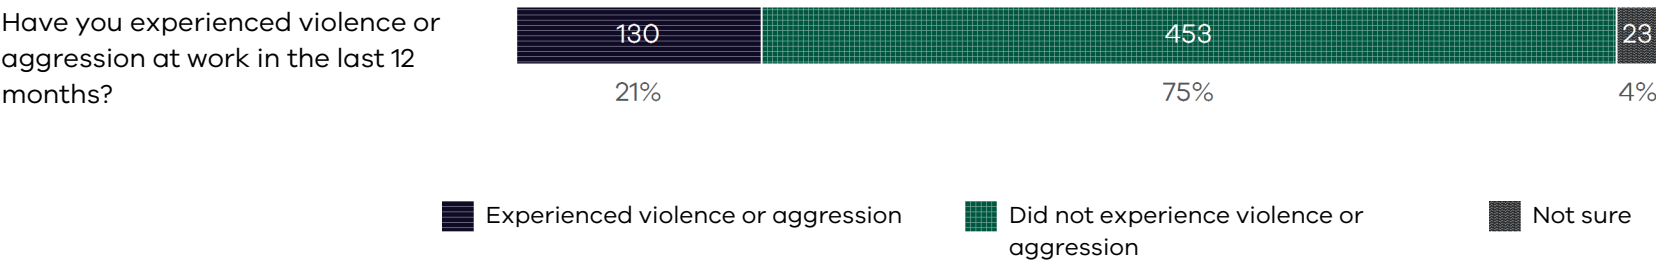 Have you experienced violence or
aggression at work in the last 12
months?
130
453
23
21%
75%
4%
Experienced violence or aggression
Did not experience violence or
aggression
Not sure